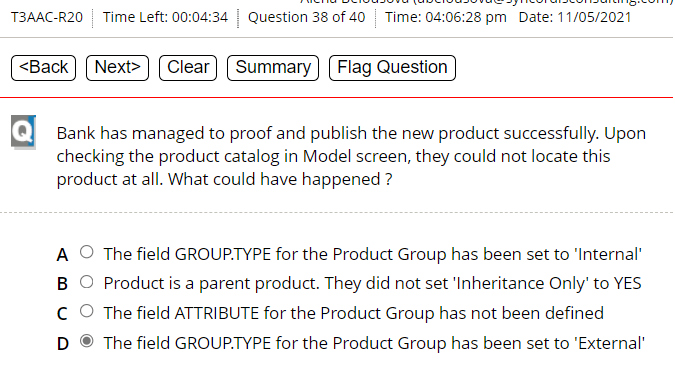 T3AAC-R20 Time Left: 00:04:34 Question 38 of 40 Time: 04:06:28 pm Date: 11/05/2021
<Back Next> Clear Summary Flag Question
Q Bank has managed to proof and publish the new product successfully. Upon
checking the product catalog in Model screen, they could not locate this
product at all. What could have happened ?
A The field GROUP.TYPE for the Product Group has been set to 'Internal'
B Product is a parent product. They did not set 'Inheritance Only' to YES
C The field ATTRIBUTE for the Product Group has not been defined
D The field GROUP.TYPE for the Product Group has been set to 'External'